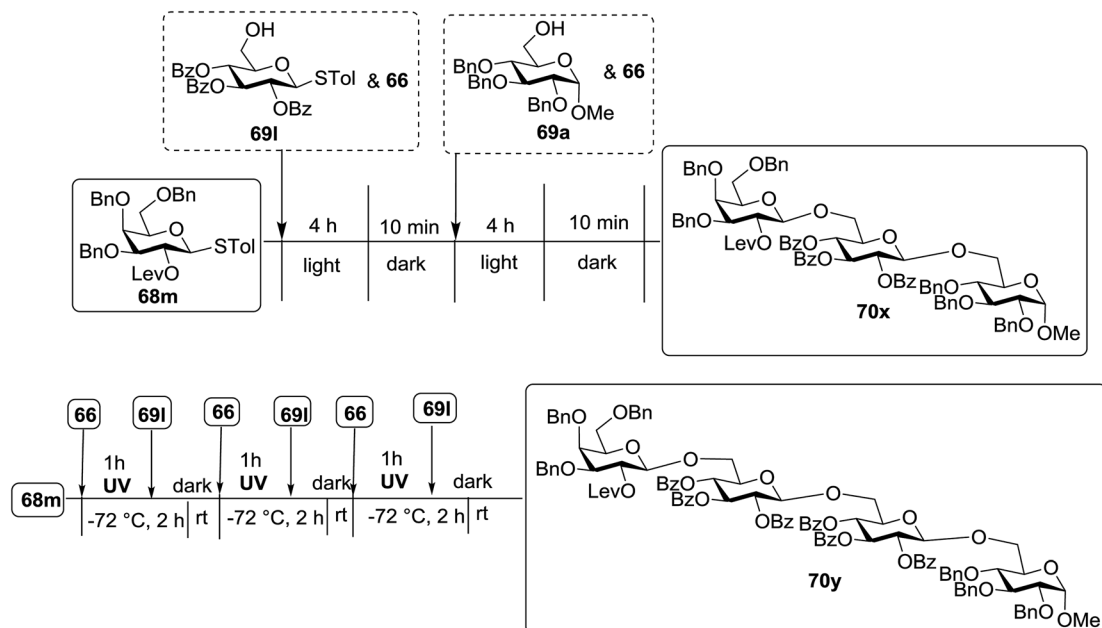 OH
BzO
BzO
O
STol & 66
OBz
69l
OH
BnO
BnO
O
& 66
BnO
OMe
69a
BnO OBn
O
BnO
STol
LevO
68m
4 h
10 min
4 h
10 min
light
dark
light
dark
BnO OBn
O
O
BnO
LevO
BzO
O
O
BzO
OBz
BnO
O
BnO
BnO
OMe
70x
66
69l
66
69l
66
69l
1h
UV
dark
1h
UV
dark
1h
UV
dark
68m
-72 °C, 2 h
rt
-72 °C, 2 h
rt
-72 °C, 2 h
rt
BnO OBn
O
O
BnO
LevO
BzO
O
O
BzO
OBz
BzO
O
O
BzO
OBz
BnO
O
BnO
BnO
OMe
70y